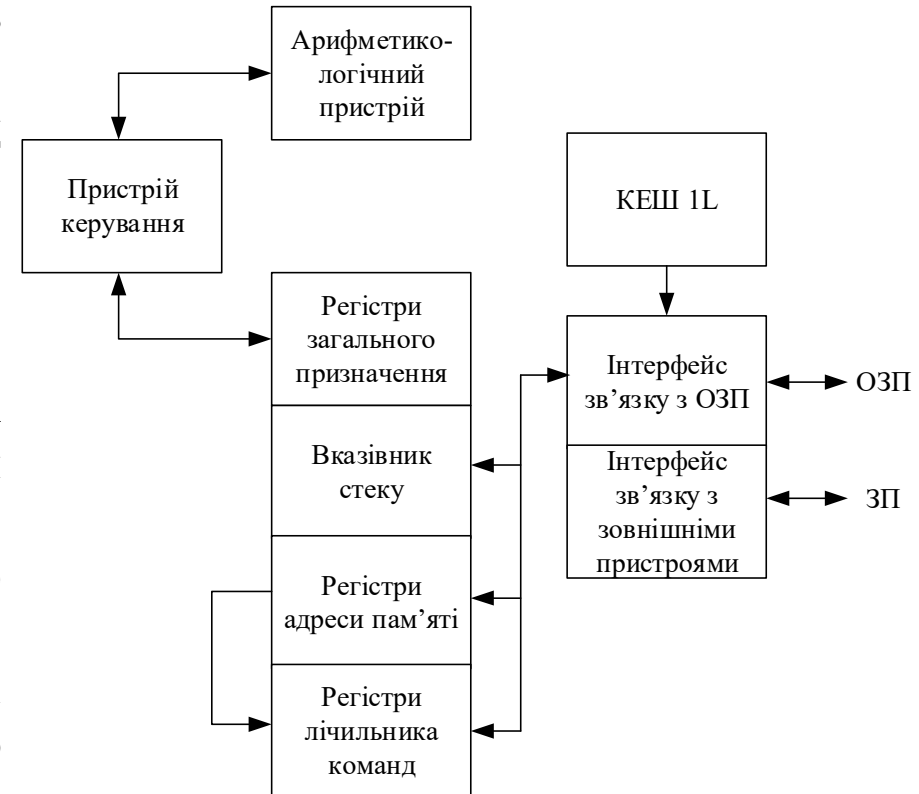 Арифметико-
логічний
пристрій
Пристрій
керування
КЕШ 1L
Регістри
загального
призначення
Інтерфейс
зв’язку з ОЗП
ОЗП
Вказівник
стеку
Інтерфейс
зв’язку з
зовнішніми
пристроями
ЗП
Регістри
адреси пам’яті
Регістри
лічильника
команд